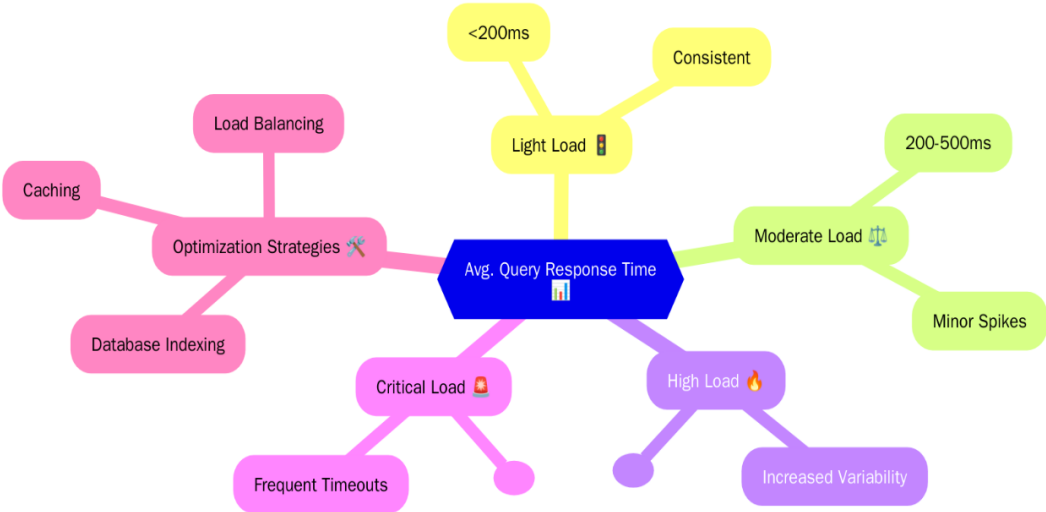 Avg. Query Response Time
📊
Light Load 🚦
<200ms
Consistent
Moderate Load ⚖️
200-500ms
Minor Spikes
High Load 🔥
Increased Variability
Critical Load 🚨
Frequent Timeouts
Optimization Strategies 🛠️
Load Balancing
Caching
Database Indexing